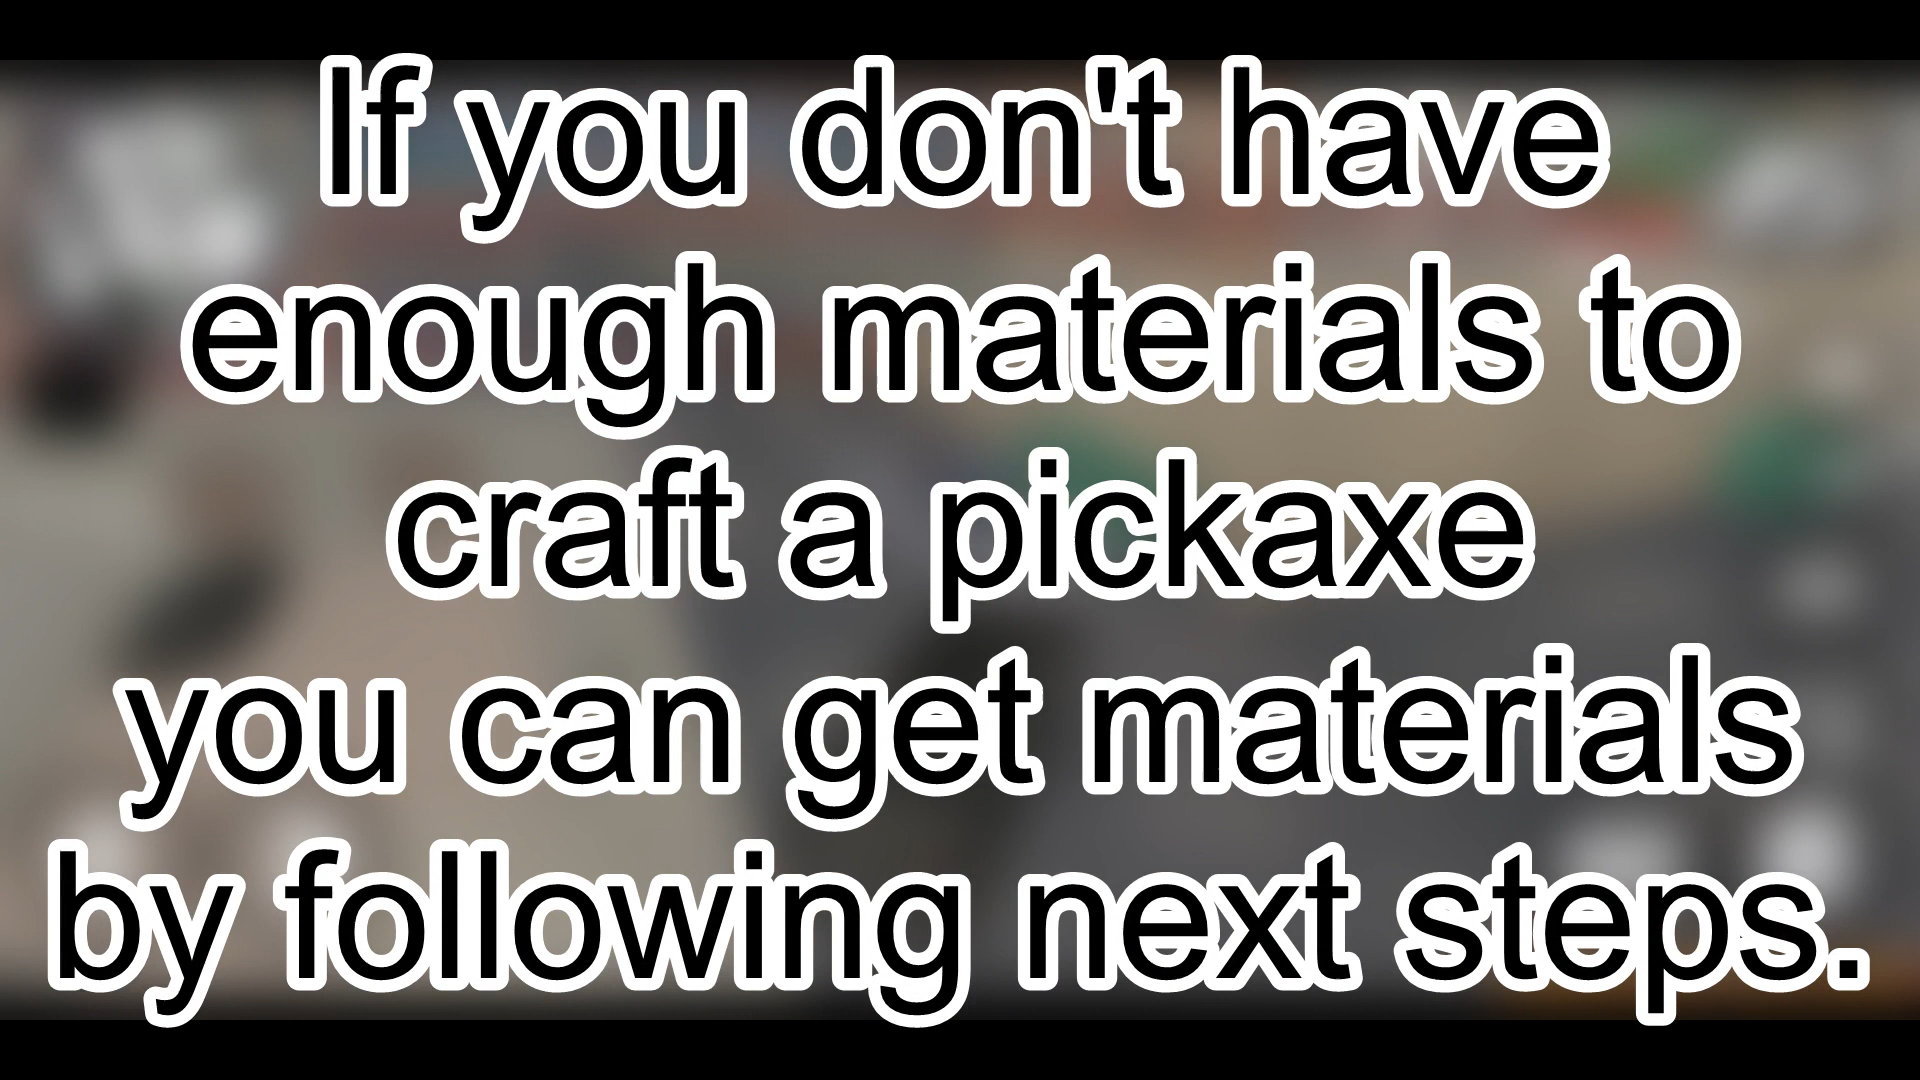 If you don't have
enough materials to
craft a pickaxe
you can get materials
by following next steps.